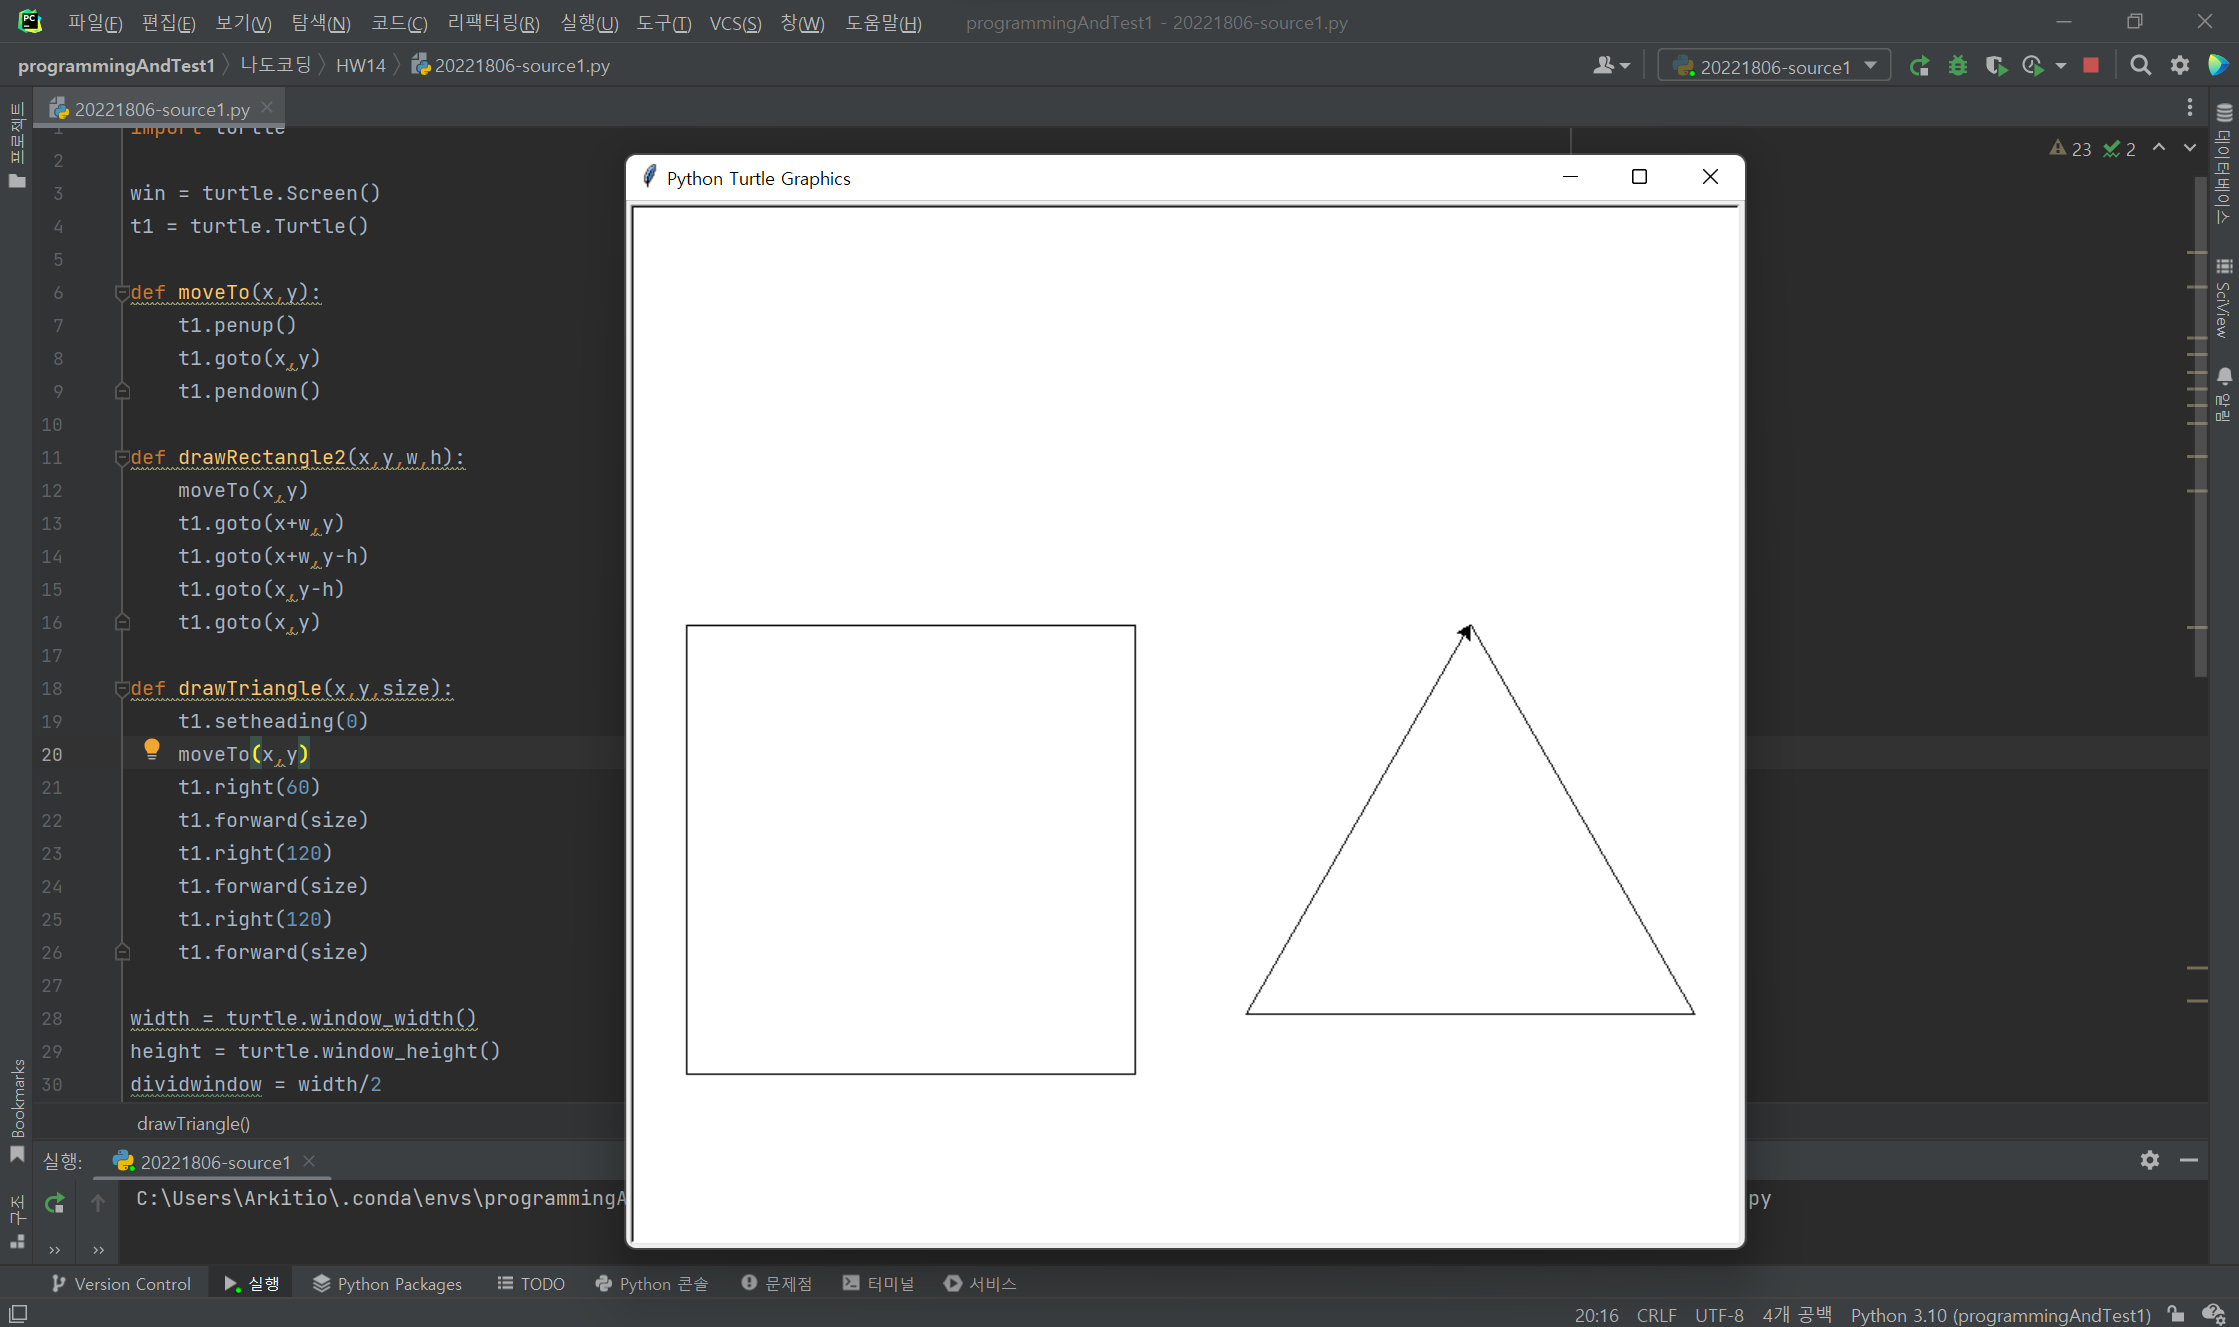 PC 파일(F) 편집(E) 보기(V) 탐색(N) 코드(C) 리팩터링(R) 실행(U) 도구(T) VCS(S) 창(W) 도움말(H) programmingAndTest1 - 20221806-source1.py
programmingAndTest1 나도코딩 HW14 20221806-source1.py 20221806-source1
20221806-source1.py
프로젝트
1 import turtle
2
3 win = turtle.Screen()
4 t1 = turtle.Turtle()
5
6 def moveTo(x,y):
7 t1.penup()
8 t1.goto(x,y)
9 t1.pendown()
10
11 def drawRectangle2(x,y,w,h):
12 moveTo(x,y)
13 t1.goto(x+w,y)
14 t1.goto(x+w,y-h)
15 t1.goto(x,y-h)
16 t1.goto(x,y)
17
18 def drawTriangle(x,y,size):
19 t1.setheading(0)
20 moveTo(x,y)
21 t1.right(60)
22 t1.forward(size)
23 t1.right(120)
24 t1.forward(size)
25 t1.right(120)
26 t1.forward(size)
27
28 width = turtle.window_width()
29 height = turtle.window_height()
30 dividwindow = width/2
drawTriangle()
Python Turtle Graphics
23 2
데이터베이스
SciView
알림
Bookmarks
구조
실행: 20221806-source1
C:\Users\Arkitio\.conda\envs\programmingA
py
Version Control 실행 Python Packages TODO Python 콘솔 문제점 터미널 서비스
20:16 CRLF UTF-8 4개 공백 Python 3.10 (programmingAndTest1)